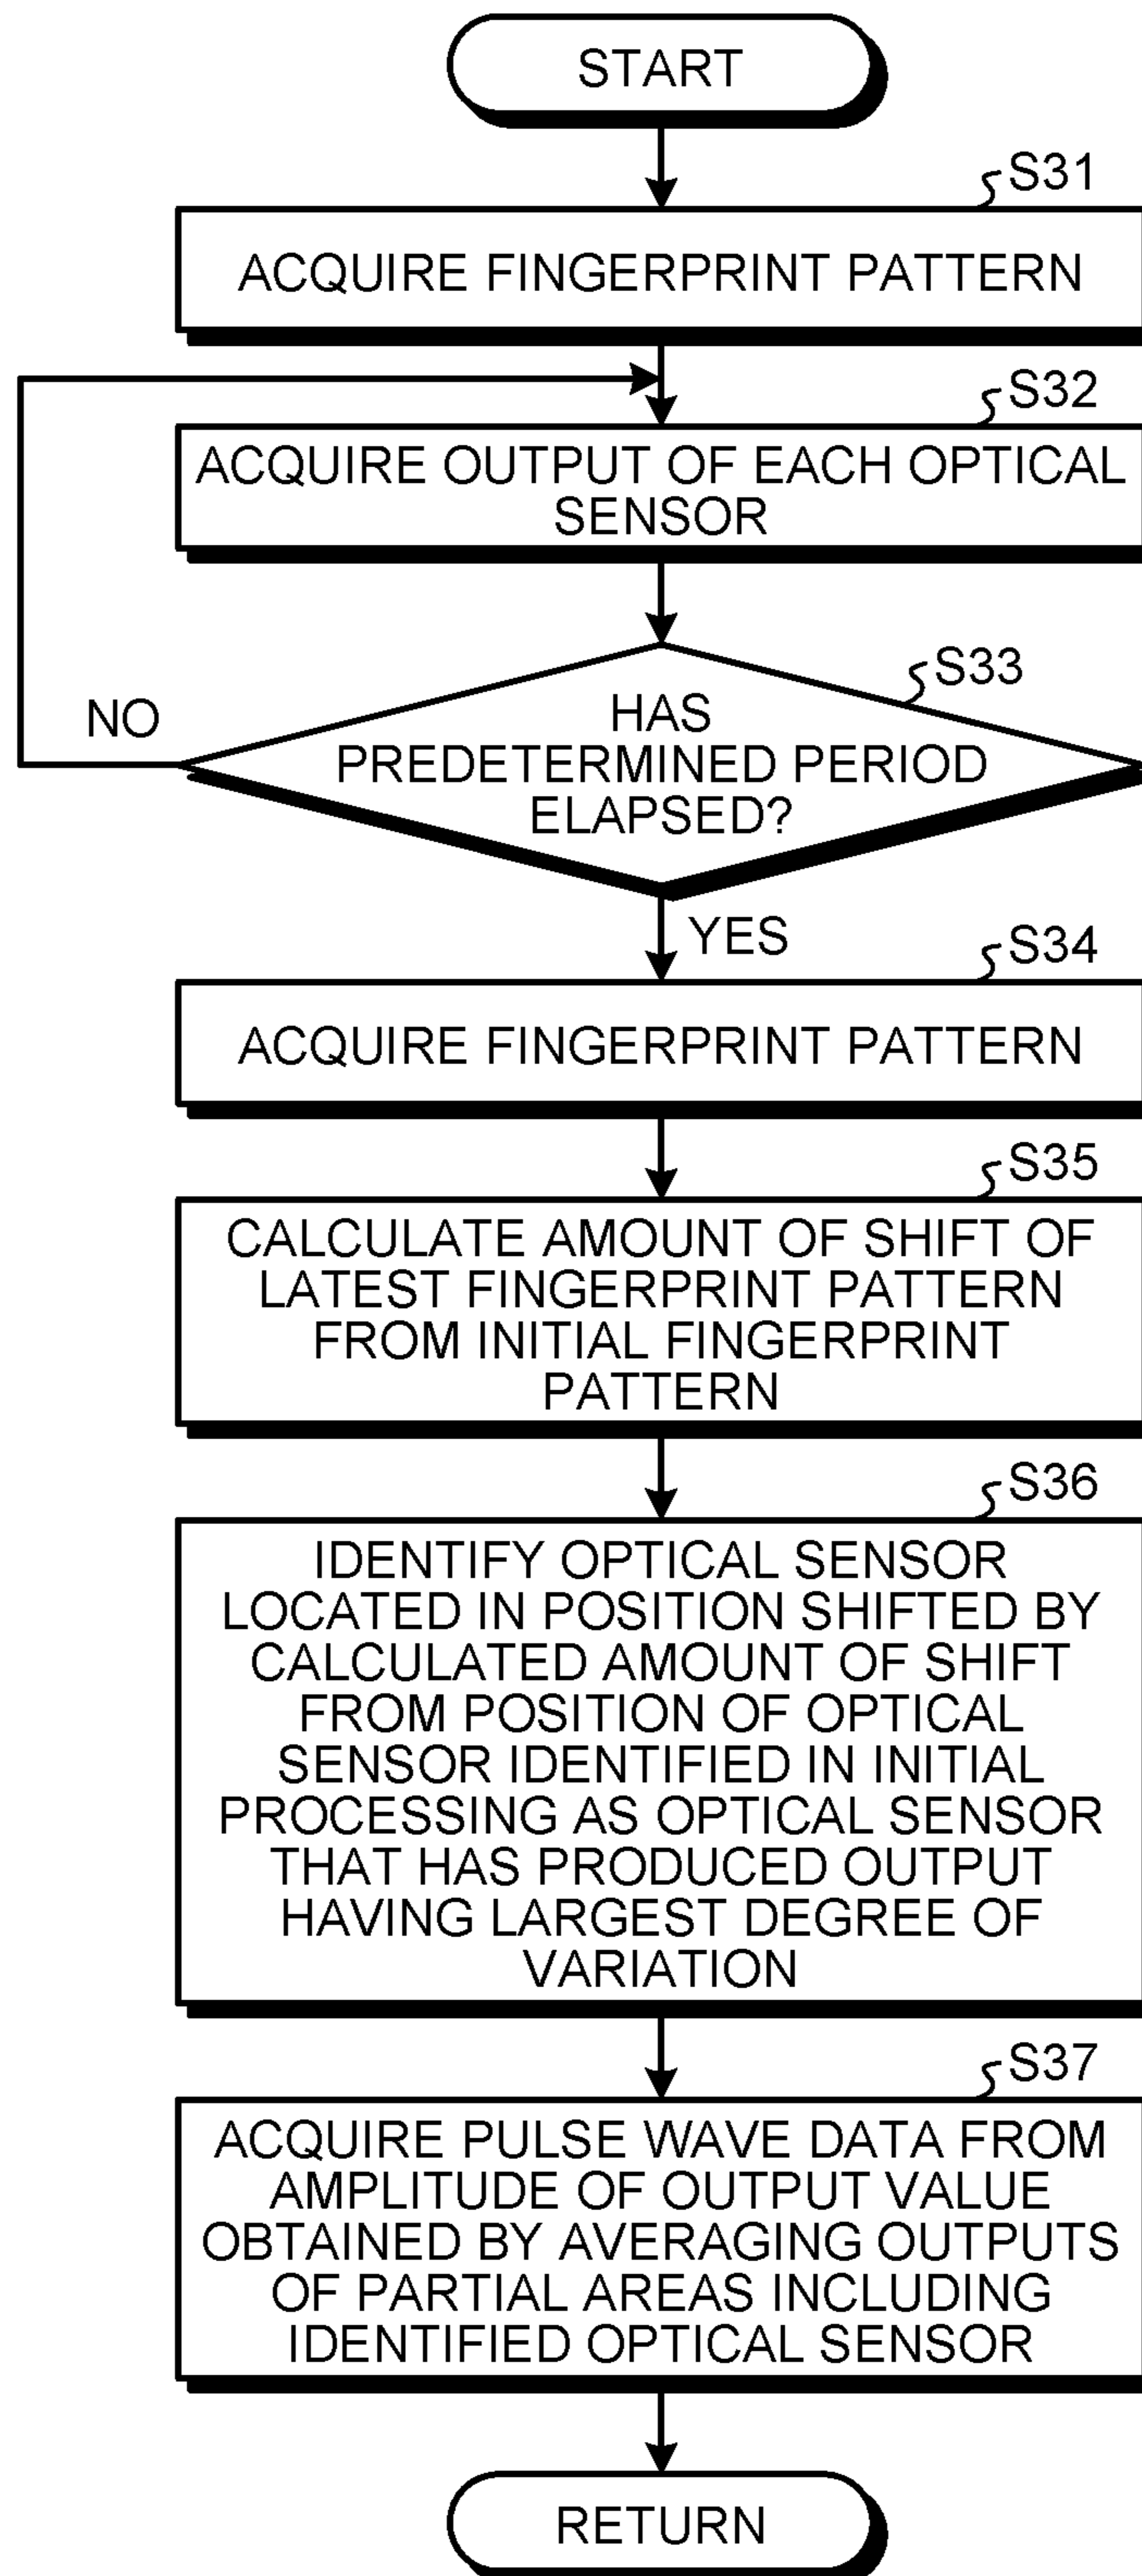 START
S31
ACQUIRE FINGERPRINT PATTERN
S32
ACQUIRE OUTPUT OF EACH OPTICAL
SENSOR
S33
HAS
PREDETERMINED PERIOD
ELAPSED?
NO
YES
S34
ACQUIRE FINGERPRINT PATTERN
S35
CALCULATE AMOUNT OF SHIFT OF
LATEST FINGERPRINT PATTERN
FROM INITIAL FINGERPRINT
PATTERN
S36
IDENTIFY OPTICAL SENSOR
LOCATED IN POSITION SHIFTED BY
CALCULATED AMOUNT OF SHIFT
FROM POSITION OF OPTICAL
SENSOR IDENTIFIED IN INITIAL
PROCESSING AS OPTICAL SENSOR
THAT HAS PRODUCED OUTPUT
HAVING LARGEST DEGREE OF
VARIATION
S37
ACQUIRE PULSE WAVE DATA FROM
AMPLITUDE OF OUTPUT VALUE
OBTAINED BY AVERAGING OUTPUTS
OF PARTIAL AREAS INCLUDING
IDENTIFIED OPTICAL SENSOR
RETURN